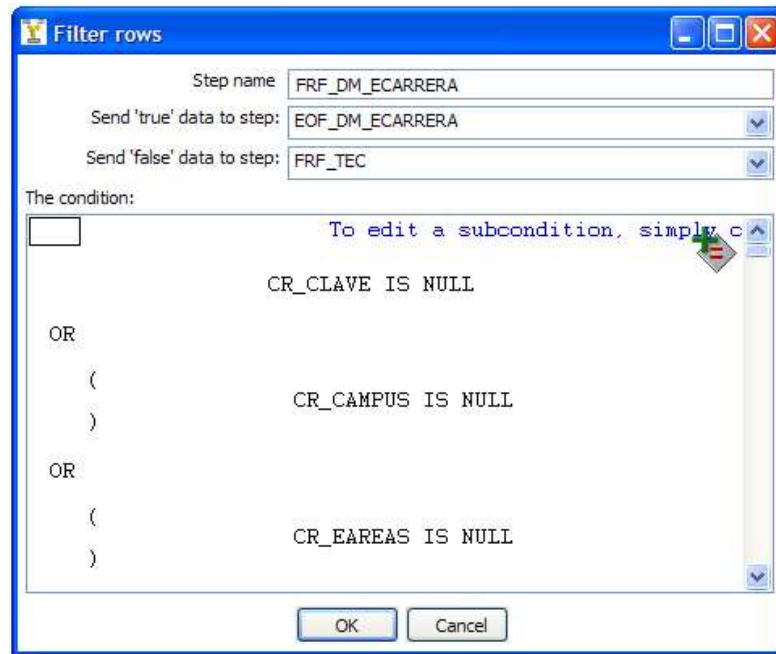 Filter rows
Step name FRF_DM_ECARRERA
Send 'true' data to step: EOF_DM_ECARRERA
Send 'false' data to step: FRF_TEC
The condition:
To edit a subcondition, simply c
CR_CLAVE IS NULL
OR
(
CR_CAMPUS IS NULL
)
OR
(
CR_EAREAS IS NULL
)
OK Cancel